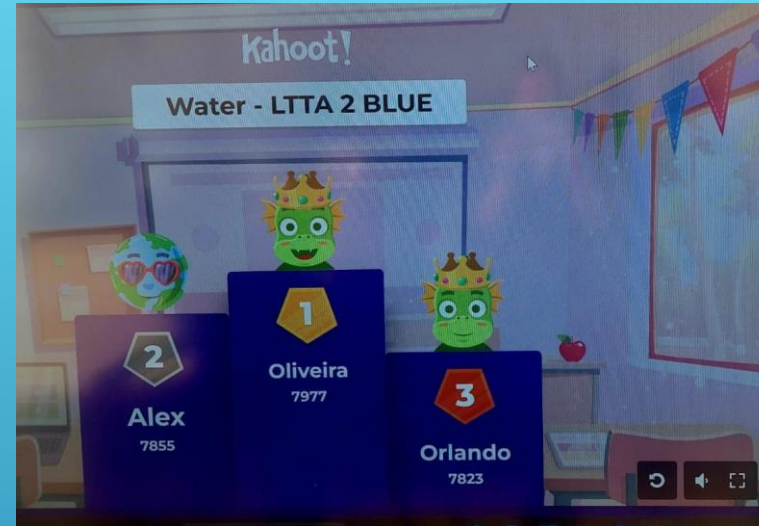 Kahoot!
Water - LTTA 2 BLUE
1
Oliveira
7977
2
Alex
7855
3
Orlando
7823